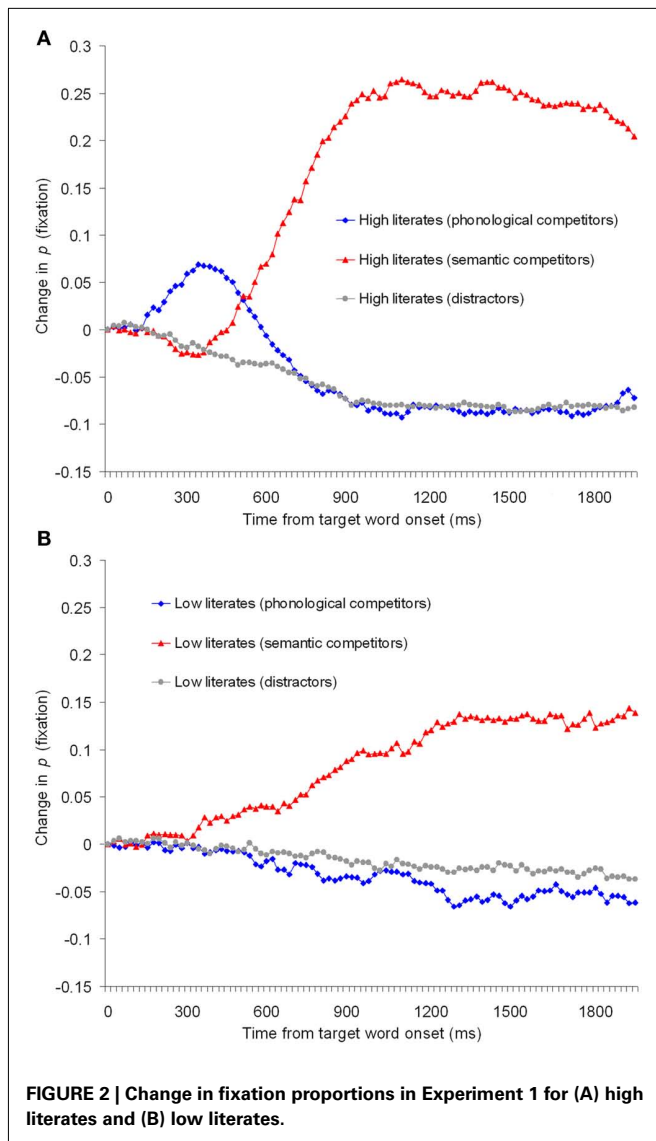 A
0.3
0.25
0.2
0.15
0.1
0.05
0
-0.05
-0.1
-0.15
Change in p (fixation)
High literates (phonological competitors)
High literates (semantic competitors)
High literates (distractors)
0 300 600 900 1200 1500 1800
Time from target word onset (ms)
B
0.3
0.25
0.2
0.15
0.1
0.05
0
-0.05
-0.1
-0.15
Change in p (fixation)
Low literates (phonological competitors)
Low literates (semantic competitors)
Low literates (distractors)
0 300 600 900 1200 1500 1800
Time from target word onset (ms)
FIGURE 2 | Change in fixation proportions in Experiment 1 for (A) high
literates and (B) low literates.